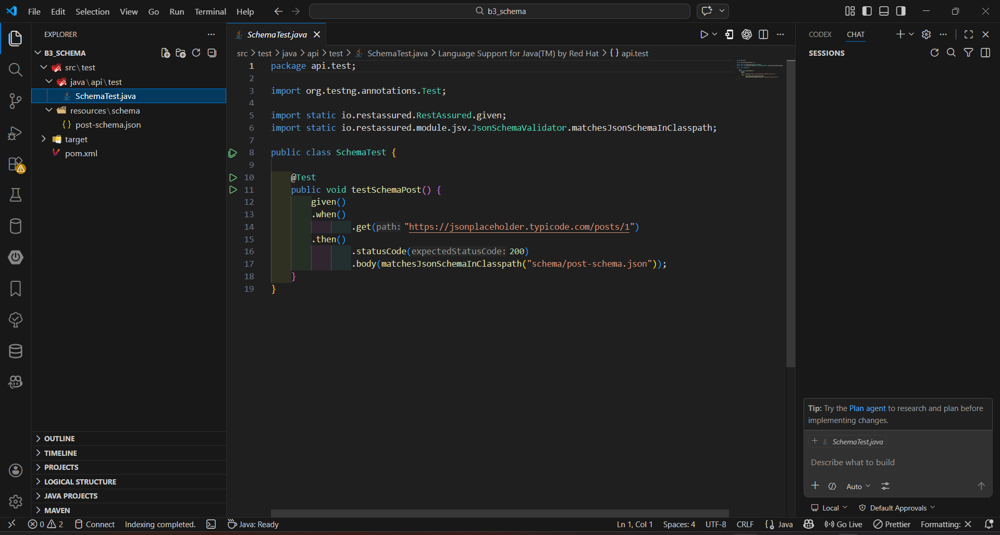 File Edit Selection View Go Run Terminal Help
b3_schema
EXPLORER
B3_SCHEMA
src\test
java\api\test
SchemaTest.java
resources\schema
{} post-schema.json
target
pom.xml
OUTLINE
TIMELINE
PROJECTS
LOGICAL STRUCTURE
JAVA PROJECTS
MAVEN
SchemaTest.java
src > test > java > api > test > SchemaTest.java > Language Support for Java(TM) by Red Hat > {} api.test
1 package api.test;
2
3 import org.testng.annotations.Test;
4
5 import static io.restassured.RestAssured.given;
6 import static io.restassured.module.jsv.JsonSchemaValidator.matchesJsonSchemaInClasspath;
7
8 public class SchemaTest {
9
10 @Test
11 public void testSchemaPost() {
12 given()
13 .when()
14 .get(path: "https://jsonplaceholder.typicode.com/posts/1")
15 .then()
16 .statusCode(expectedStatusCode: 200)
17 .body(matchesJsonSchemaInClasspath("schema/post-schema.json"));
18 }
19 }
CODEX CHAT
SESSIONS
Tip: Try the Plan agent to research and plan before
implementing changes.
SchemaTest.java
Describe what to build
Auto
Local Default Approvals
0 2 Connect Indexing completed. Java: Ready Ln 1, Col 1 Spaces: 4 UTF-8 CRLF {} Java Go Live Prettier Formatting: ×